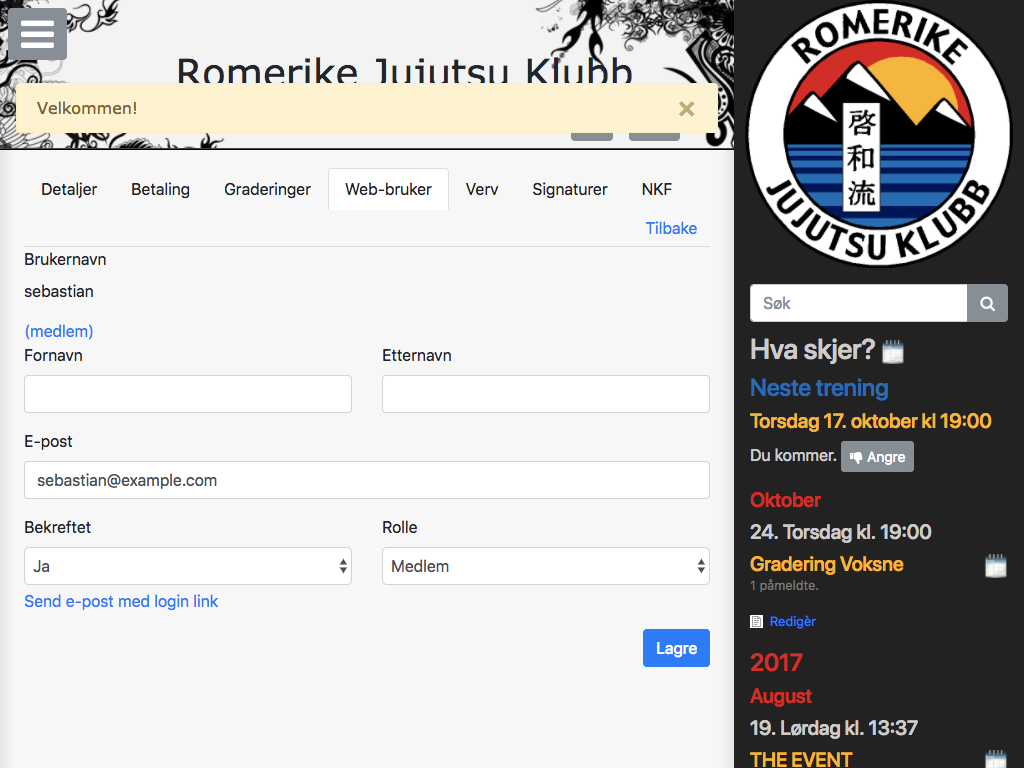 Romerike Jujutsu Klubb
Velkommen!
×
Detaljer Betaling Graderinger Web-bruker Verv Signaturer NKF
Tilbake
Brukernavn
sebastian
(medlem)
Fornavn Etternavn
E-post
sebastian@example.com
Bekreftet Rolle
Ja Medlem
Send e-post med login link
Lagre
ROMERIKE
啓和流
JUJUTSU KLUBB
Søk
Hva skjer?
Neste trening
Torsdag 17. oktober kl 19:00
Du kommer. Angre
Oktober
24. Torsdag kl. 19:00
Gradering Voksne
1 påmeldte.
Redigèr
2017
August
19. Lørdag kl. 13:37
THE EVENT